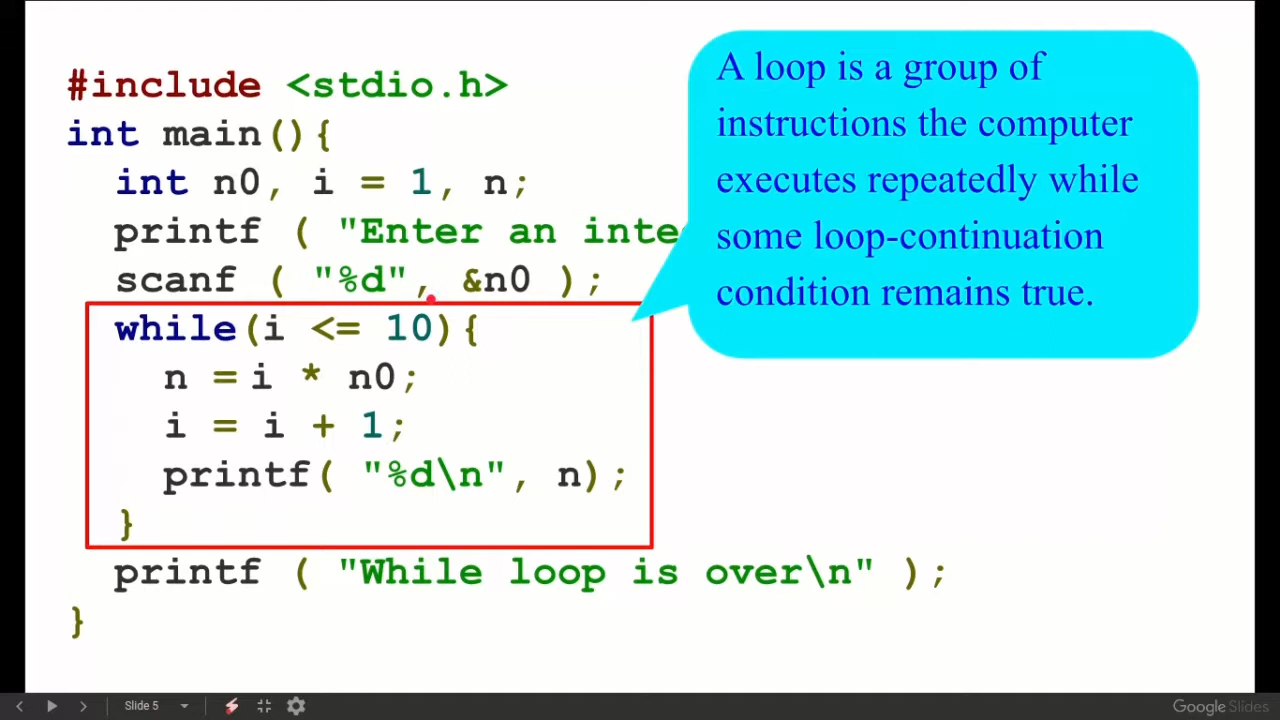 #include <stdio.h>
int main(){
int n0, i = 1, n;
printf ( "Enter an
scanf ( "%d", &n0 );
while(i <= 10){
n = i * n0;
i = i + 1;
printf( "%d\n", n);
}
printf ( "While loop is over\n" );
}
A loop is a group of
instructions the computer
executes repeatedly while
some loop-continuation
condition remains true.
Slide 5
Google Slides